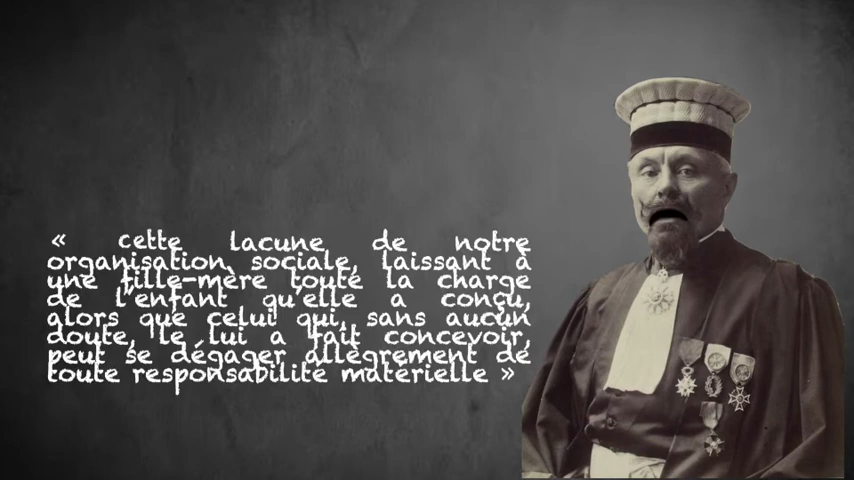 « cette lacune de notre
organisation sociale, laissant à
une fille-mère toute la charge
de l'enfant qu'elle a conçu,
alors que celui qui, sans aucun
doute, le lui a fait concevoir,
peut se dégager allègrement de
toute responsabilité matérielle »